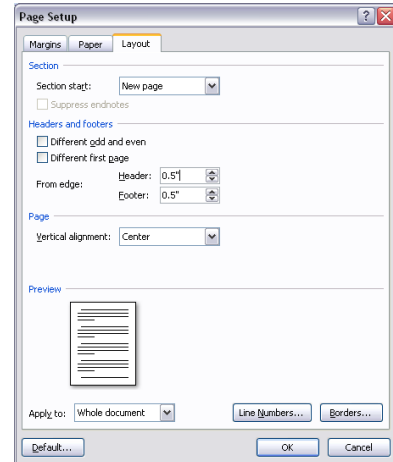 Page Setup
Margins Paper Layout
Section
Section start: New page
Suppress endnotes
Headers and footers
Different odd and even
Different first page
From edge:
Header: 0.5"
Footer: 0.5"
Page
Vertical alignment: Center
Preview
Apply to: Whole document Line Numbers... Borders...
Default... OK Cancel